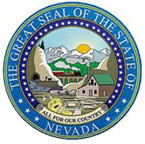 THE GREAT SEAL OF THE STATE OF
NEVADA
ALL FOR OUR COUNTRY